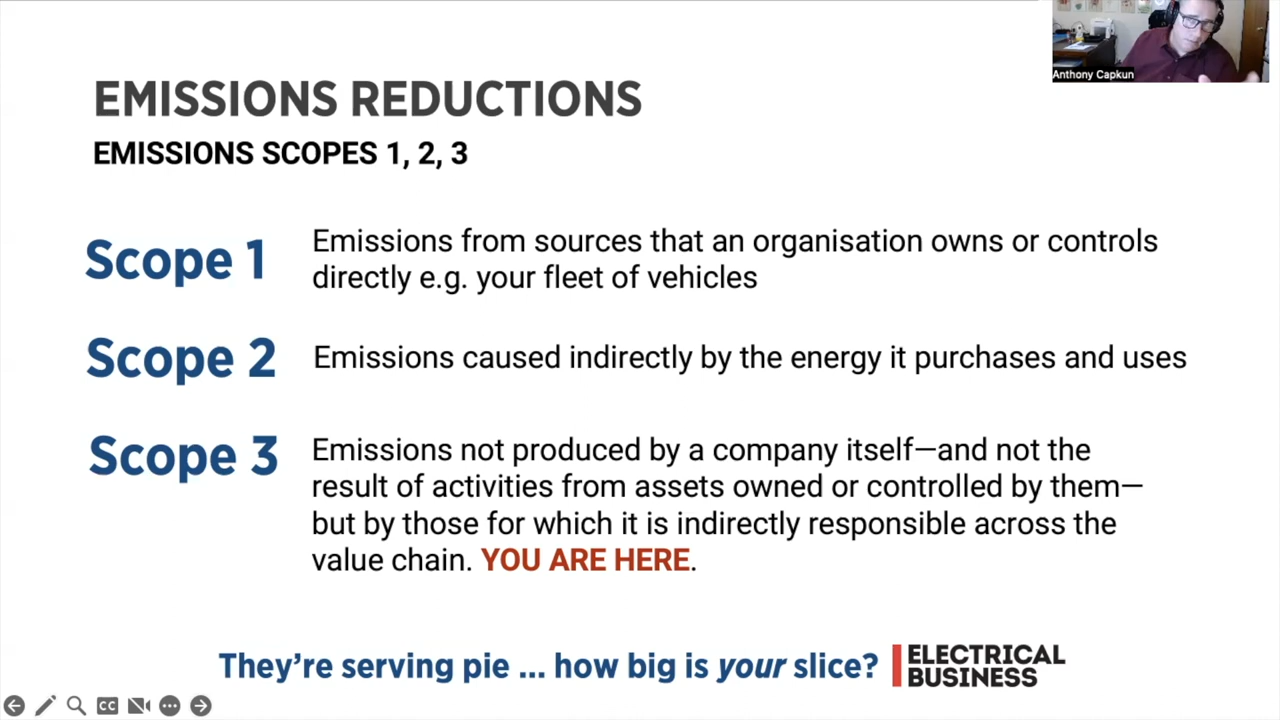 Anthony Capkun
EMISSIONS REDUCTIONS
EMISSIONS SCOPES 1, 2, 3
Scope 1
Emissions from sources that an organisation owns or controls
directly e.g. your fleet of vehicles
Scope 2
Emissions caused indirectly by the energy it purchases and uses
Scope 3
Emissions not produced by a company itself—and not the
result of activities from assets owned or controlled by them—
but by those for which it is indirectly responsible across the
value chain. YOU ARE HERE.
They're serving pie ... how big is your slice?
ELECTRICAL
BUSINESS
CC